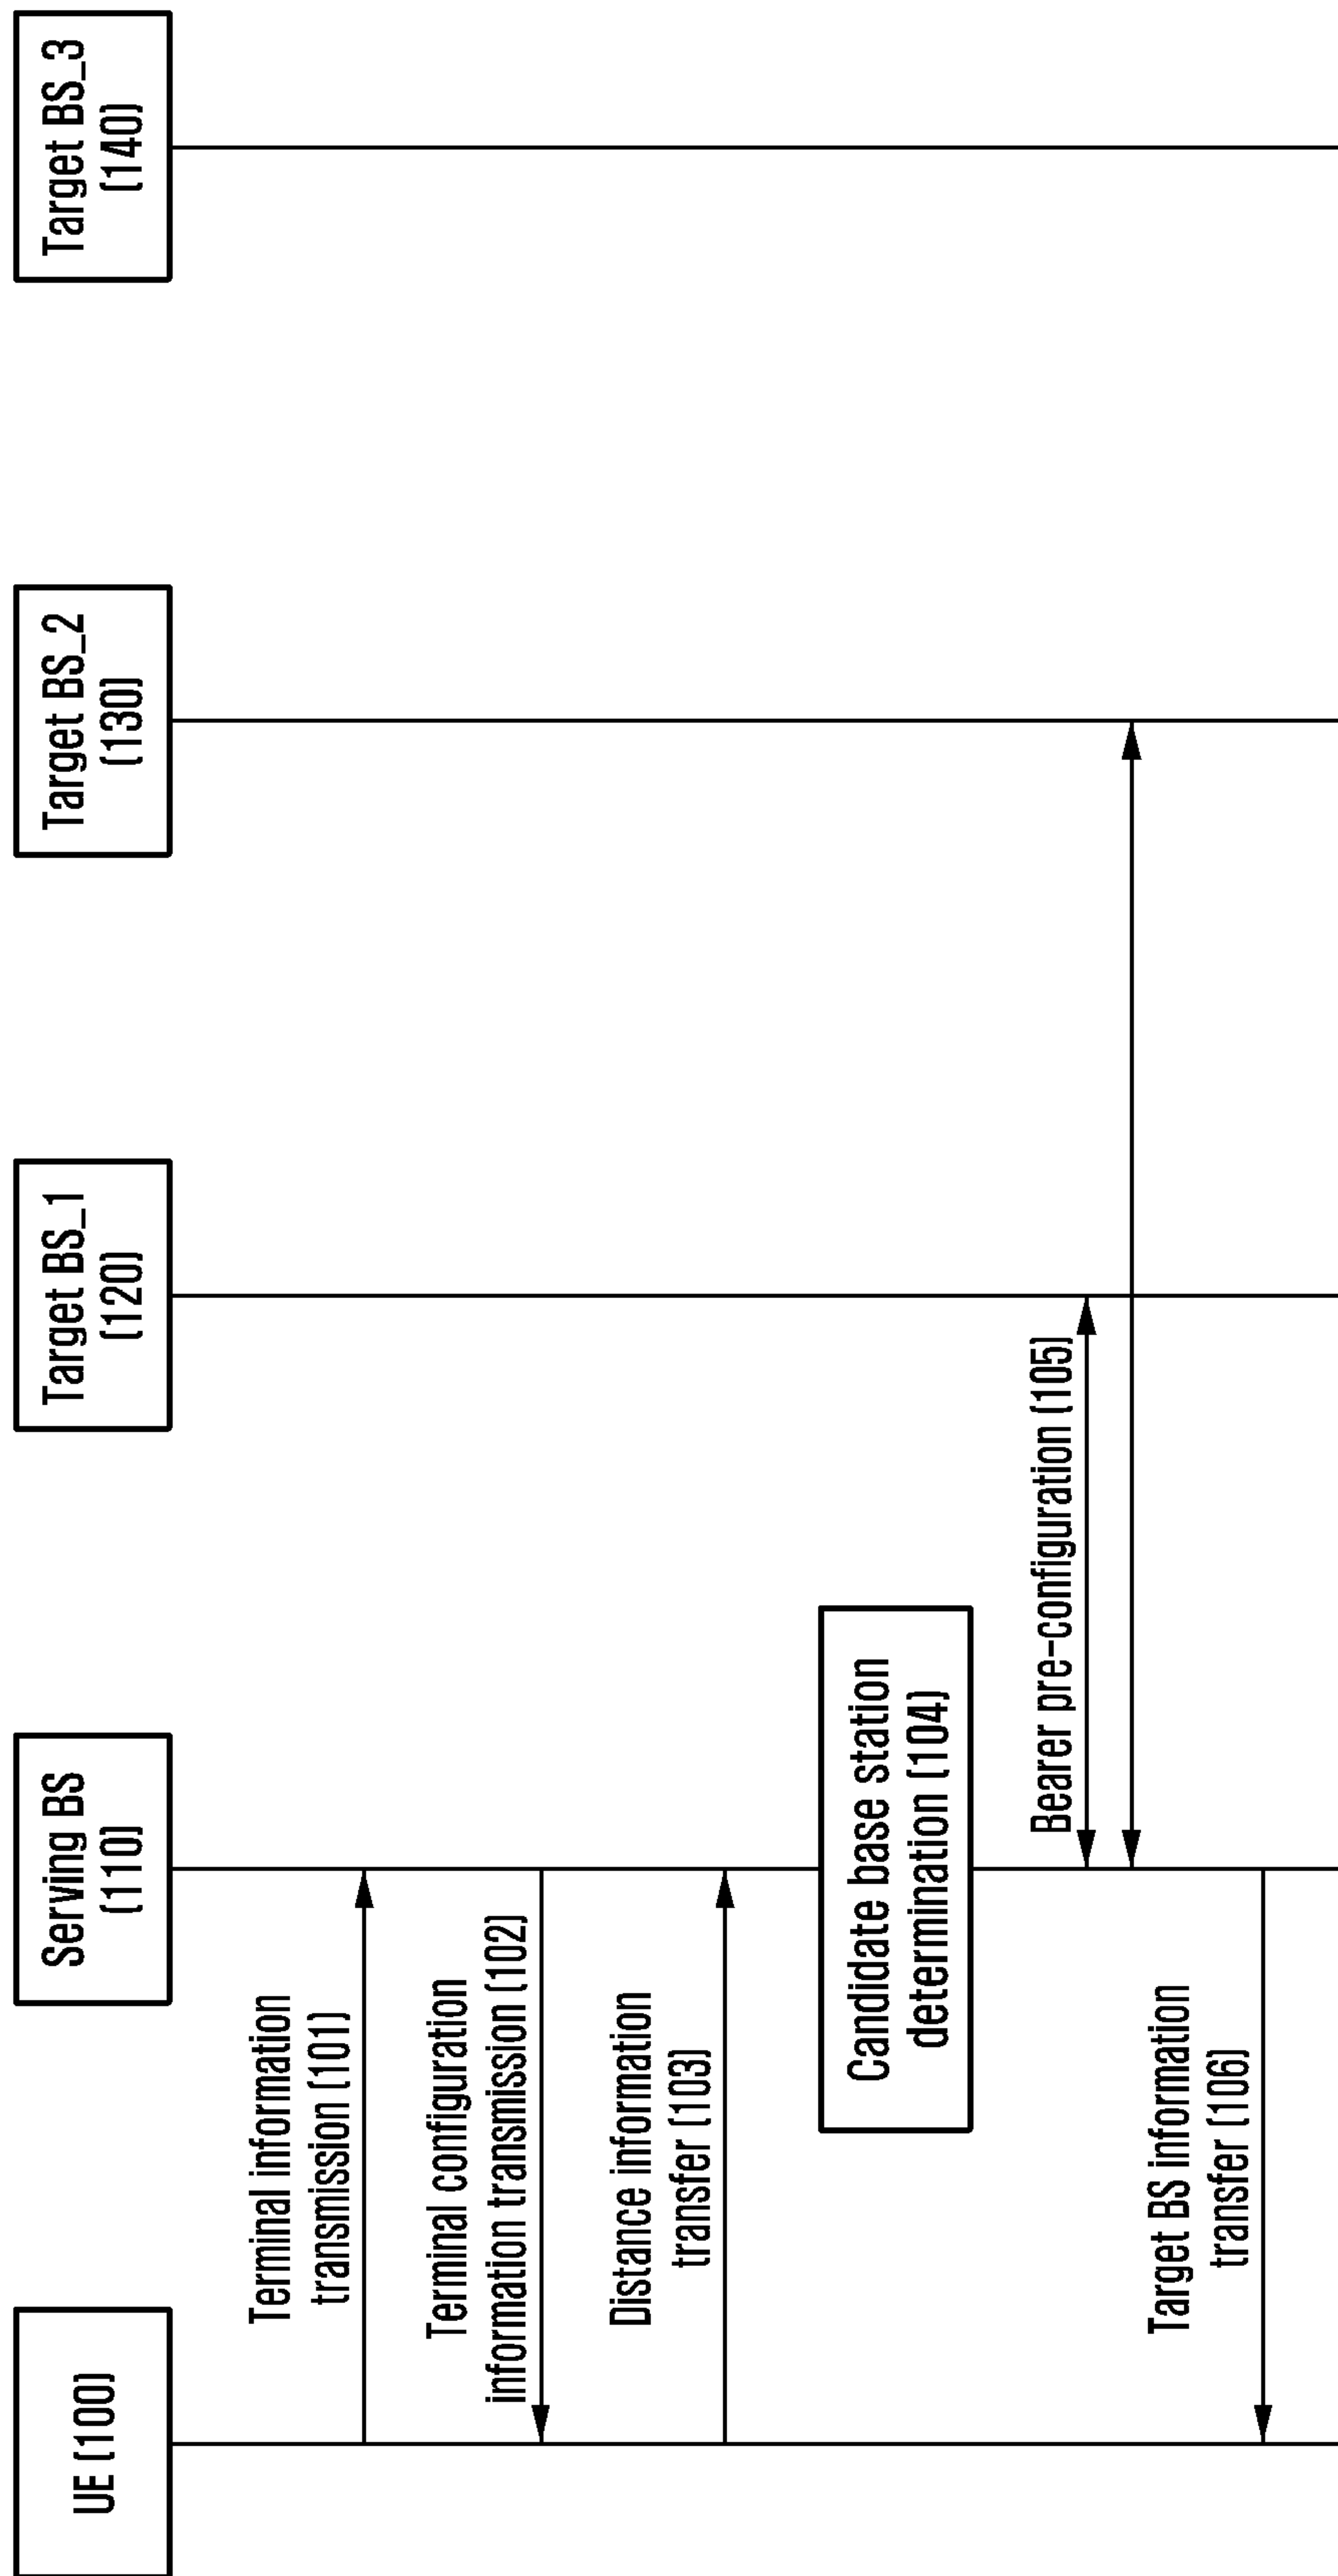 UE (100)
Serving BS
(110)
Target BS_1
(120)
Target BS_2
(130)
Target BS_3
(140)
Terminal information
transmission (101)
Terminal configuration
information transmission (102)
Distance information
transfer (103)
Candidate base station
determination (104)
Bearer pre-configuration (105)
Target BS information
transfer (106)